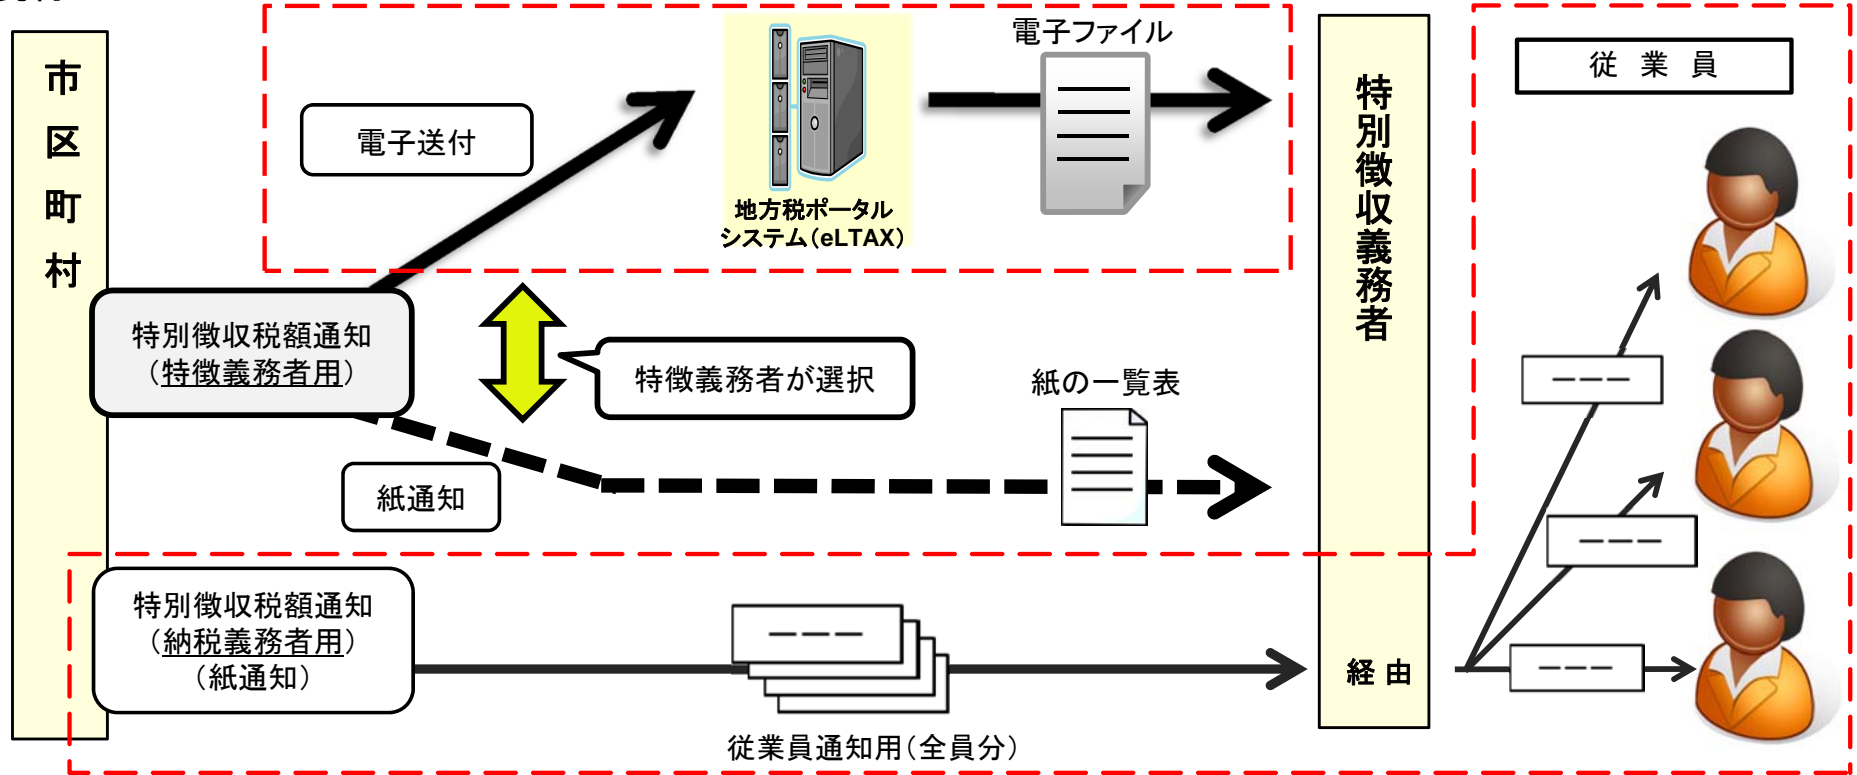 市区町村
電子送付
地方税ポータル
システム(eLTAX)
電子ファイル
特別徴収義務者
従業員
特別徴収税額通知
(特徴義務者用)
特徴義務者が選択
紙の一覧表
紙通知
特別徴収税額通知
(納税義務者用)
(紙通知)
従業員通知用(全員分)
経由